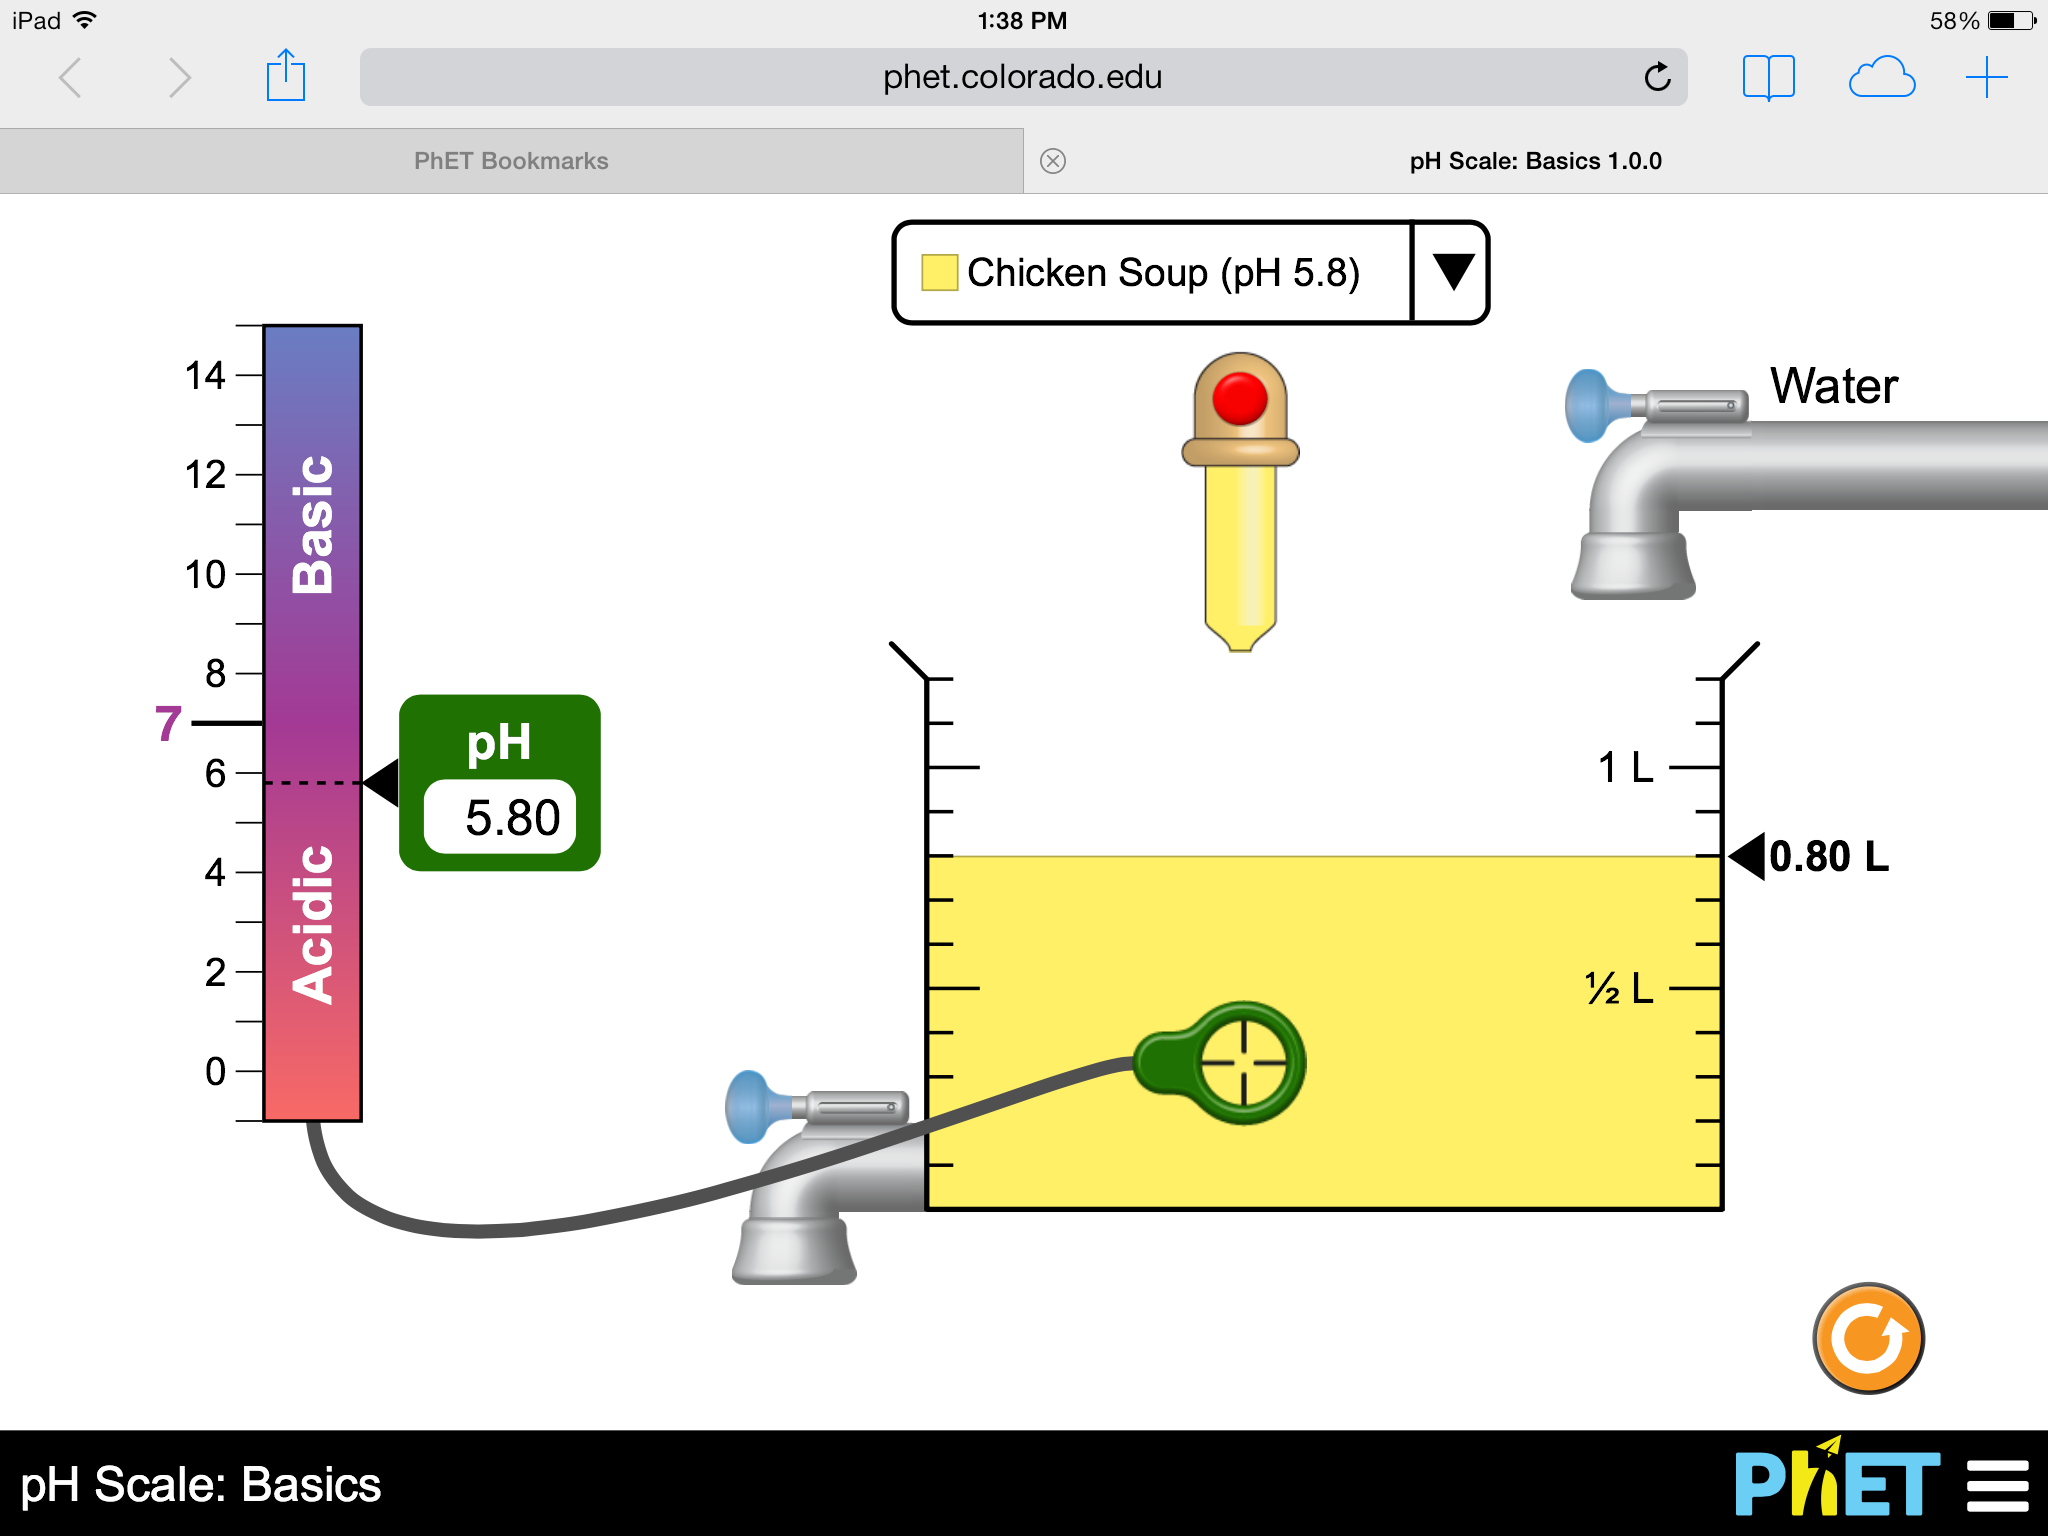 iPad
1:38 PM
58%
phet.colorado.edu
PhET Bookmarks
pH Scale: Basics 1.0.0
Chicken Soup (pH 5.8)
Water
14
12
10
8
7
6
4
2
0
Basic
Acidic
pH
5.80
1 L
0.80 L
½ L
pH Scale: Basics
PhET